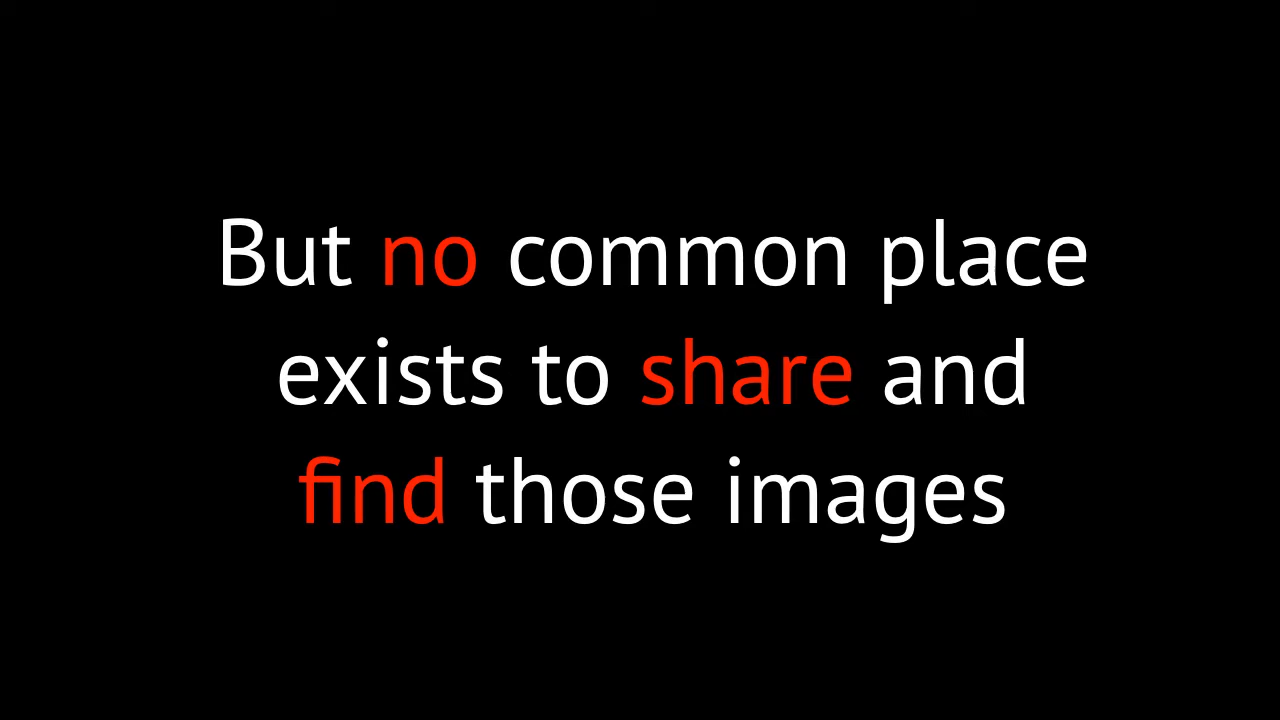 But no common place
exists to share and
find those images